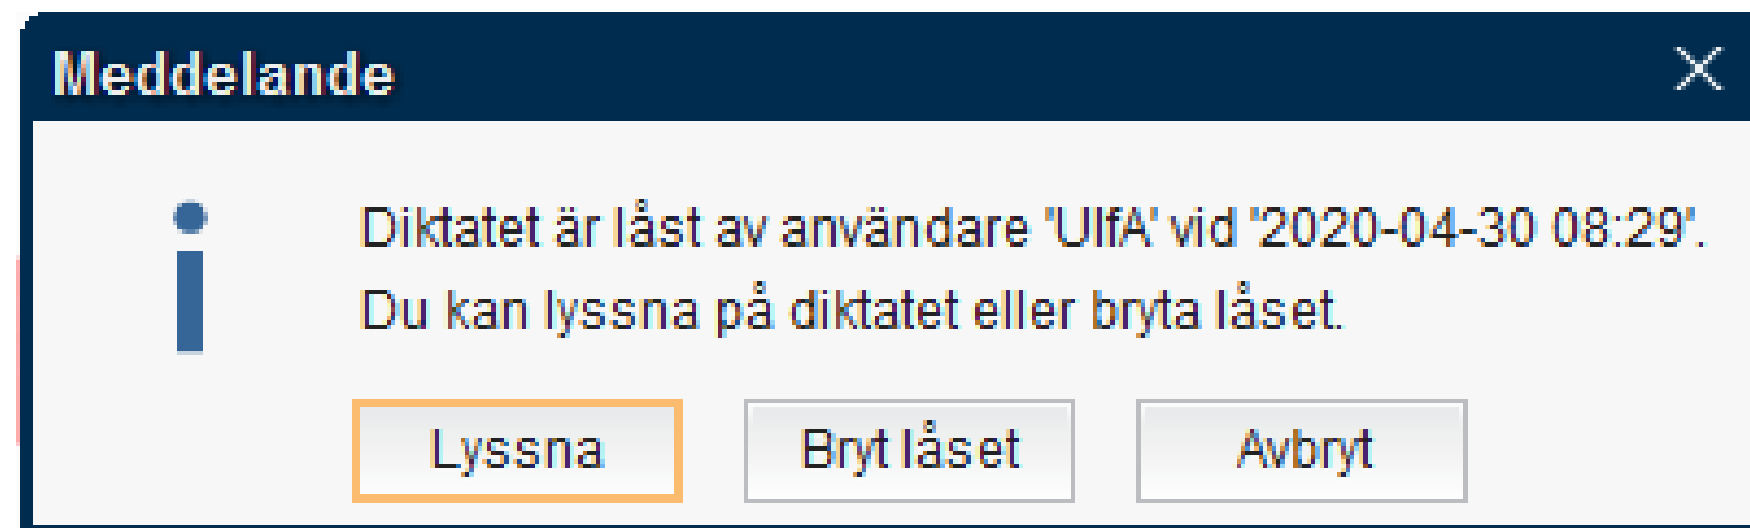 Meddelande
Diktatet är låst av användare 'UlfA' vid '2020-04-30 08:29'.
Du kan lyssna på diktatet eller bryta låset.
Lyssna Bryt låset Avbryt